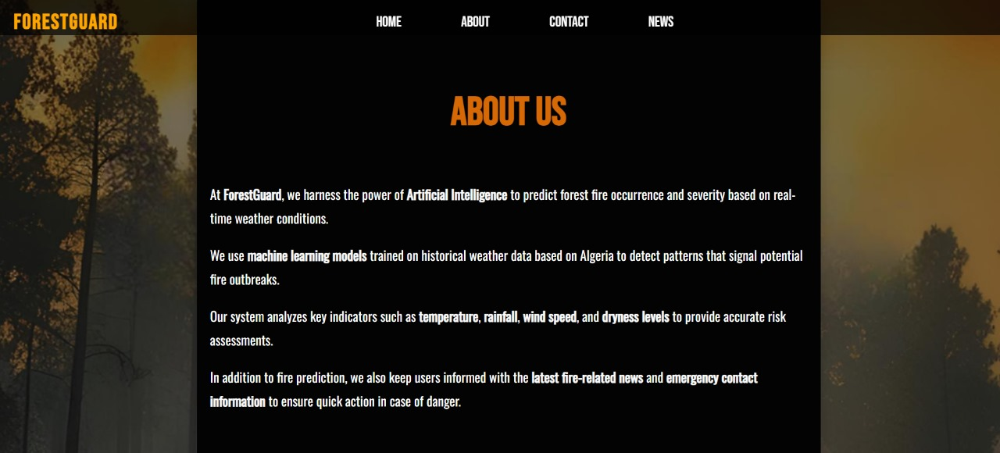 FORESTGUARD
HOME ABOUT CONTACT NEWS
ABOUT US
At ForestGuard, we harness the power of Artificial Intelligence to predict forest fire occurrence and severity based on real-
time weather conditions.
We use machine learning models trained on historical weather data based on Algeria to detect patterns that signal potential
fire outbreaks.
Our system analyzes key indicators such as temperature, rainfall, wind speed, and dryness levels to provide accurate risk
assessments.
In addition to fire prediction, we also keep users informed with the latest fire-related news and emergency contact
information to ensure quick action in case of danger.